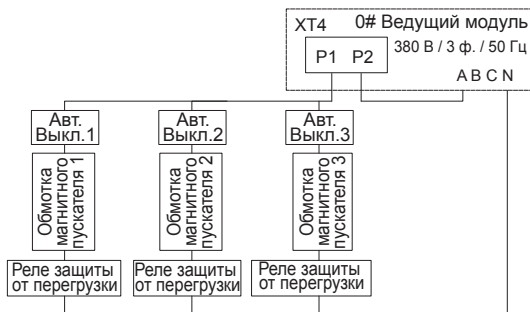 XT4 0# Ведущий модуль
380 В / 3 ф. / 50 Гц
P1 P2
A B C N
Авт.
Выкл.1
Авт.
Выкл.2
Авт.
Выкл.3
Обмотка
магнитного
пускателя 1
Обмотка
магнитного
пускателя 2
Обмотка
магнитного
пускателя 3
Реле защиты
от перегрузки
Реле защиты
от перегрузки
Реле защиты
от перегрузки